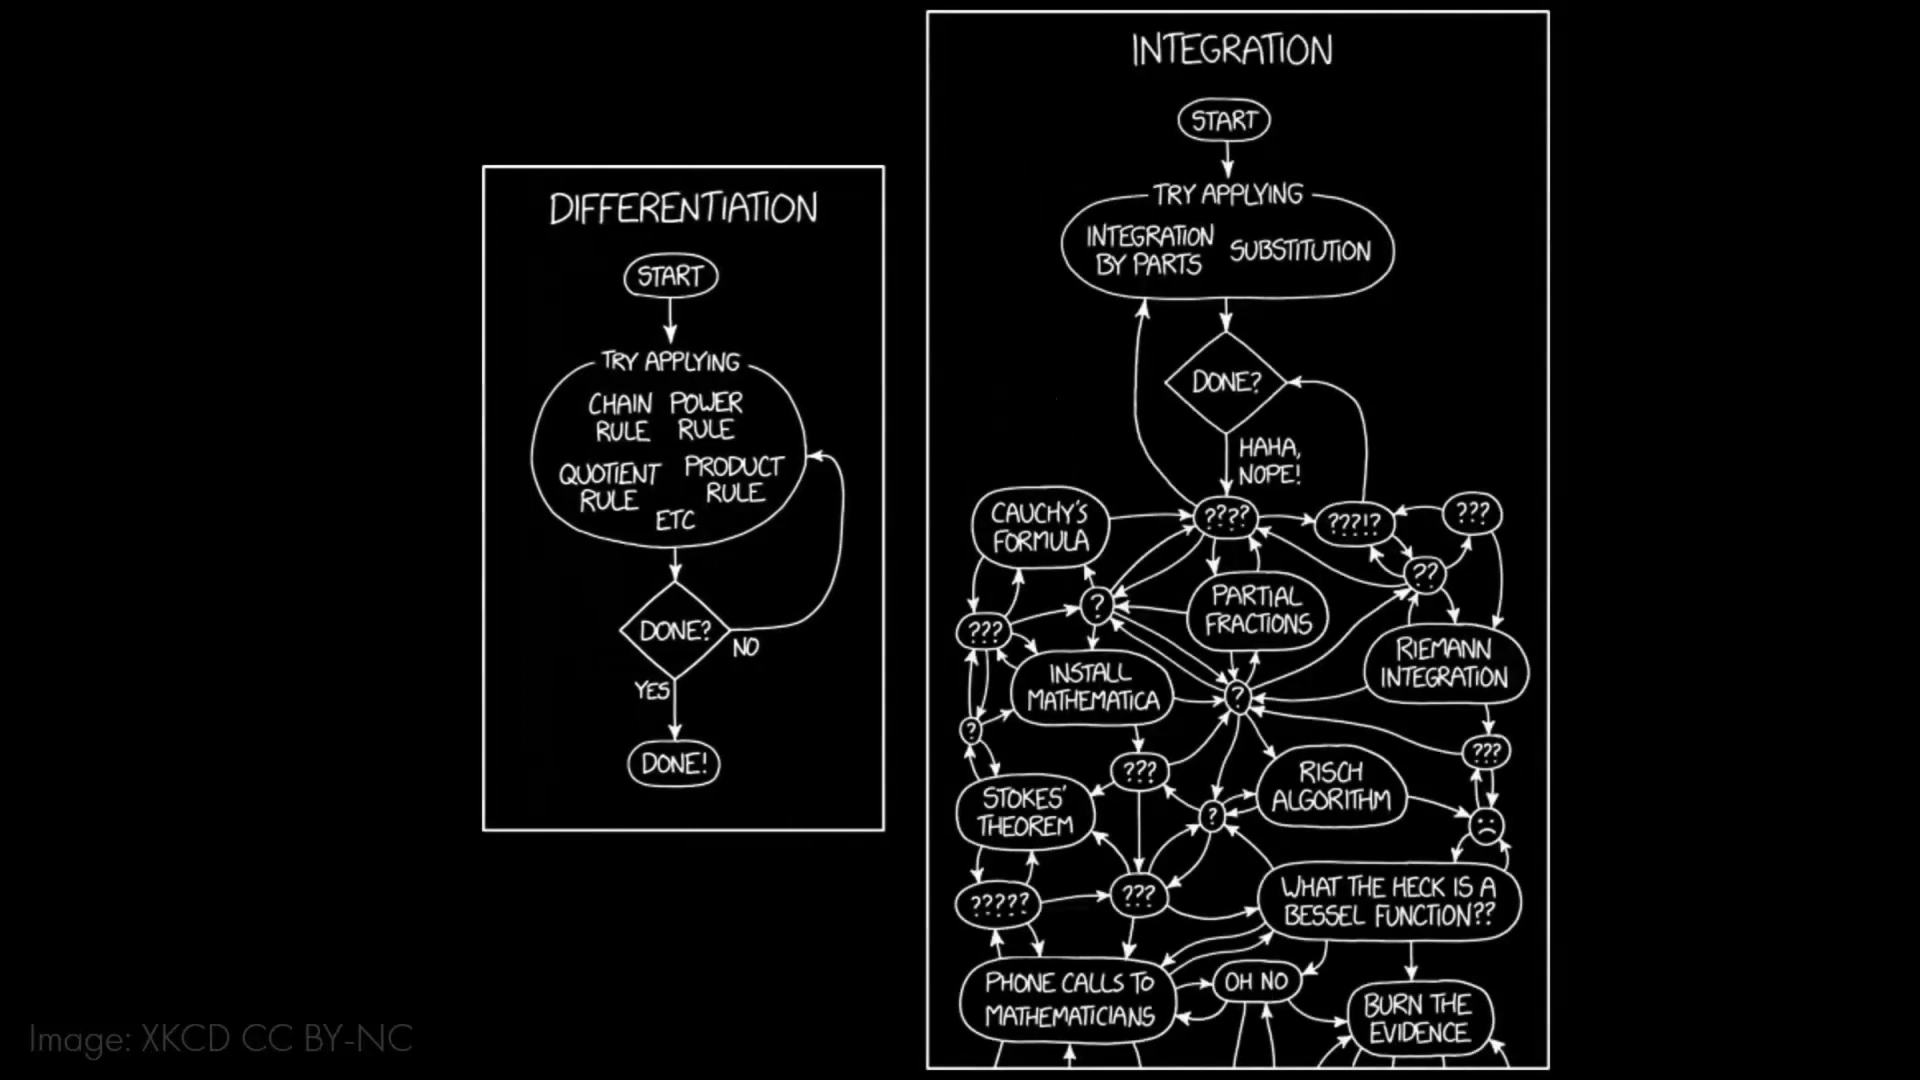 DIFFERENTIATION
START
TRY APPLYING
CHAIN RULE
POWER RULE
QUOTIENT RULE
PRODUCT RULE
ETC
DONE?
NO
YES
DONE!
INTEGRATION
START
TRY APPLYING
INTEGRATION
BY PARTS
SUBSTITUTION
DONE?
HAHA,
NOPE!
CAUCHY'S
FORMULA
????
???!?
???
??
?
PARTIAL
FRACTIONS
???
RIEMANN
INTEGRATION
INSTALL
MATHEMATICA
?
?
???
???
RISCH
ALGORITHM
STOKES'
THEOREM
?
WHAT THE HECK IS A
BESSEL FUNCTION??
?????
???
PHONE CALLS TO
MATHEMATICIANS
OH NO
BURN THE
EVIDENCE
Image: XKCD CC BY-NC